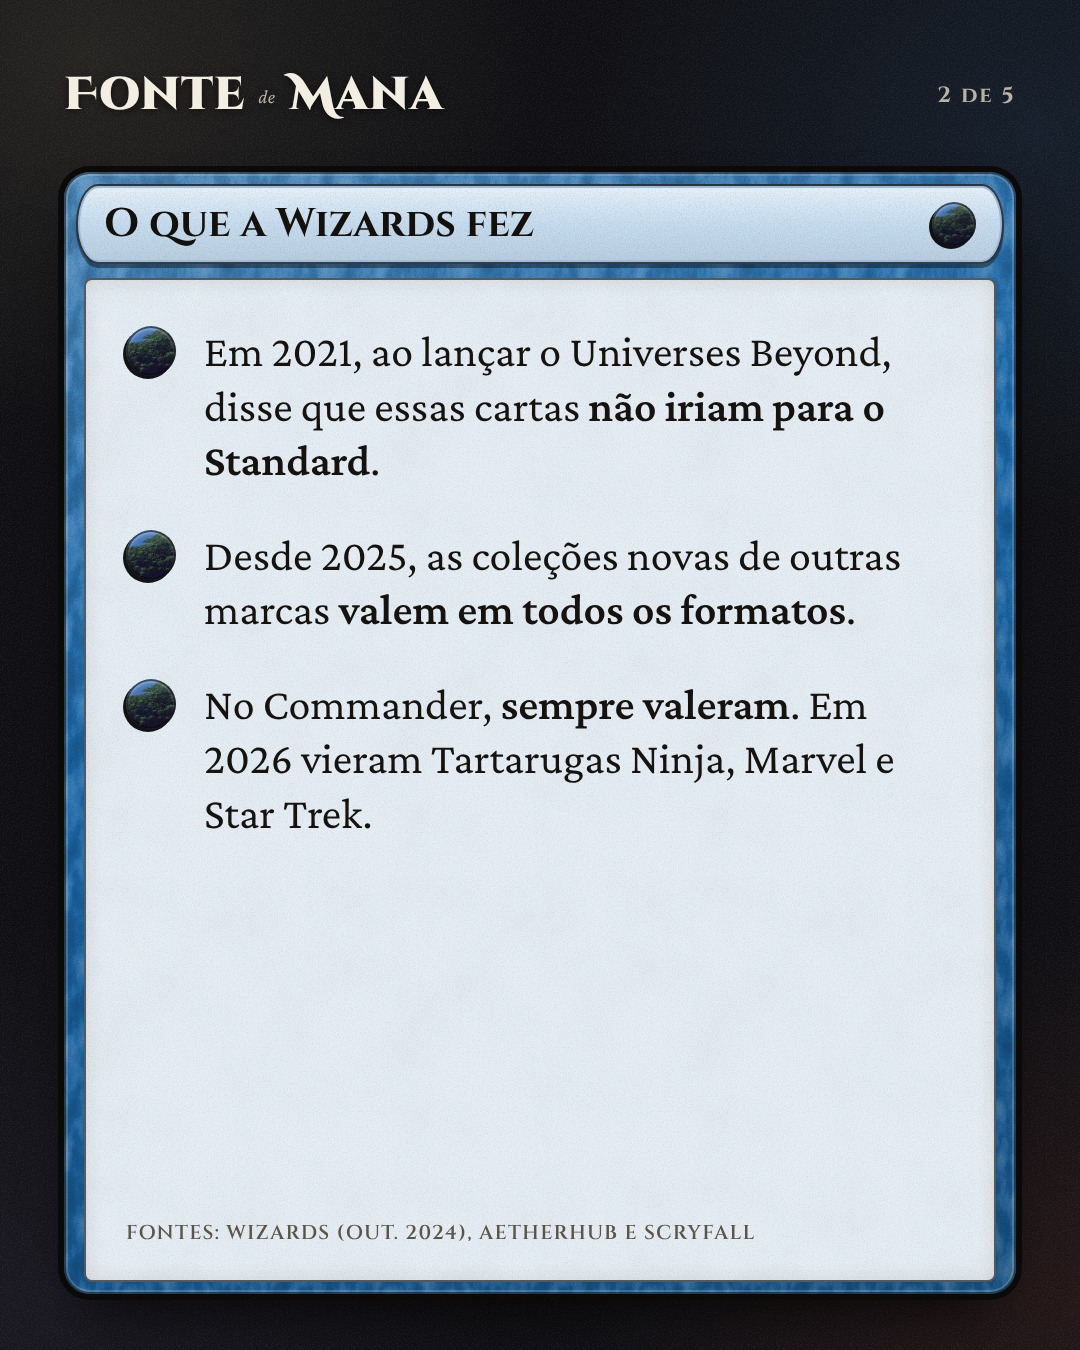 FONTE de MANA
2 DE 5
O QUE A WIZARDS FEZ
Em 2021, ao lançar o Universes Beyond,
disse que essas cartas não iriam para o
Standard.
Desde 2025, as coleções novas de outras
marcas valem em todos os formatos.
No Commander, sempre valeram. Em
2026 vieram Tartarugas Ninja, Marvel e
Star Trek.
FONTES: WIZARDS (OUT. 2024), AETHERHUB E SCRYFALL